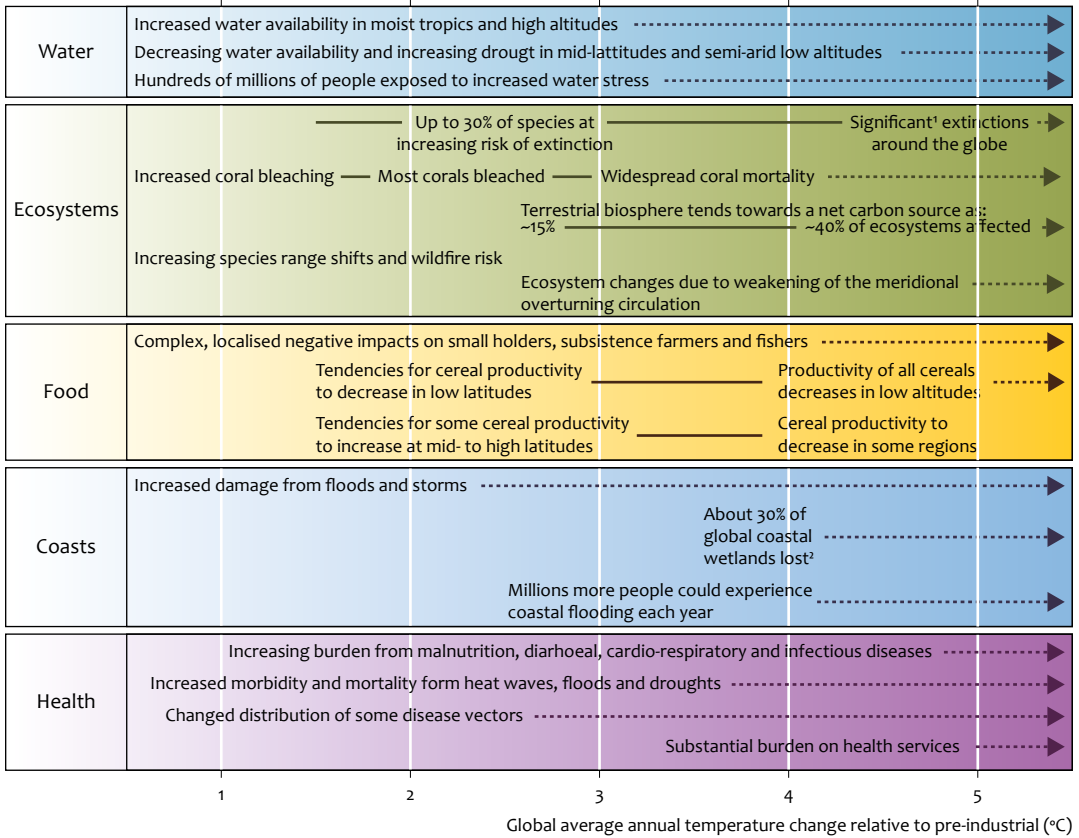 Water
Increased water availability in moist tropics and high altitudes
Decreasing water availability and increasing drougt in mid-lattitudes and semi-arid low altitudes
Hundreds of millions of people exposed to increased water stress
Ecosystems
Up to 30% of species at
increasing risk of extinction
Significant¹ extinctions
around the globe
Increased coral bleaching
Most corals bleached
Widespread coral mortality
Terrestrial biosphere tends towards a net carbon source as:
~15%
~40% of ecosystems affected
Increasing species range shifts and wildfire risk
Ecosystem changes due to weakening of the meridional
overturning circulation
Food
Complex, localised negative impacts on small holders, subsistence farmers and fishers
Tendencies for cereal productivity
to decrease in low latitudes
Productivity of all cereals
decreases in low altitudes
Tendencies for some cereal productivity
to increase at mid- to high latitudes
Cereal productivity to
decrease in some regions
Coasts
Increased damage from floods and storms
About 30% of
global coastal
wetlands lost²
Millions more people could experience
coastal flooding each year
Health
Increasing burden from malnutrition, diarhoeal, cardio-respiratory and infectious diseases
Increased morbidity and mortality form heat waves, floods and droughts
Changed distribution of some disease vectors
Substantial burden on health services
1 2 3 4 5
Global average annual temperature change relative to pre-industrial (°C)